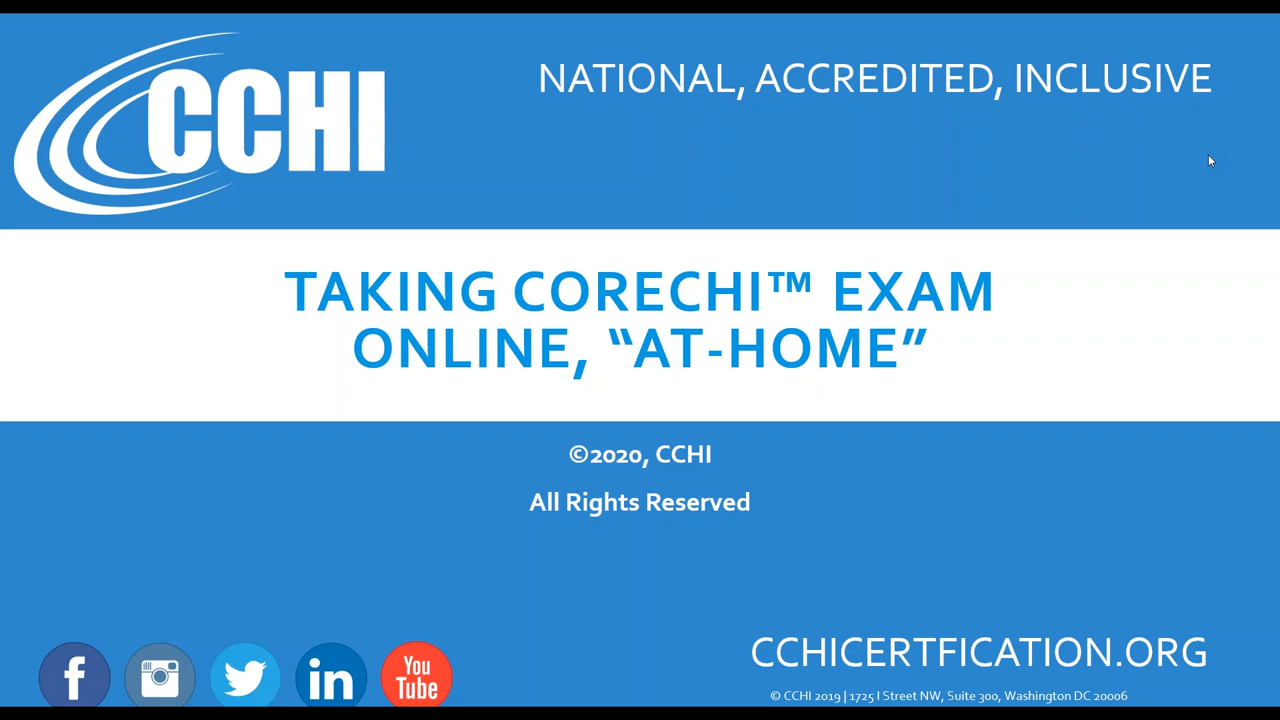 CCHI
NATIONAL, ACCREDITED, INCLUSIVE
TAKING CORECHI™ EXAM
ONLINE, “AT-HOME”
©2020, CCHI
All Rights Reserved
f
in
You
Tube
CCHICERTFICATION.ORG
© CCHI 2019 | 1725 I Street NW, Suite 300, Washington DC 20006